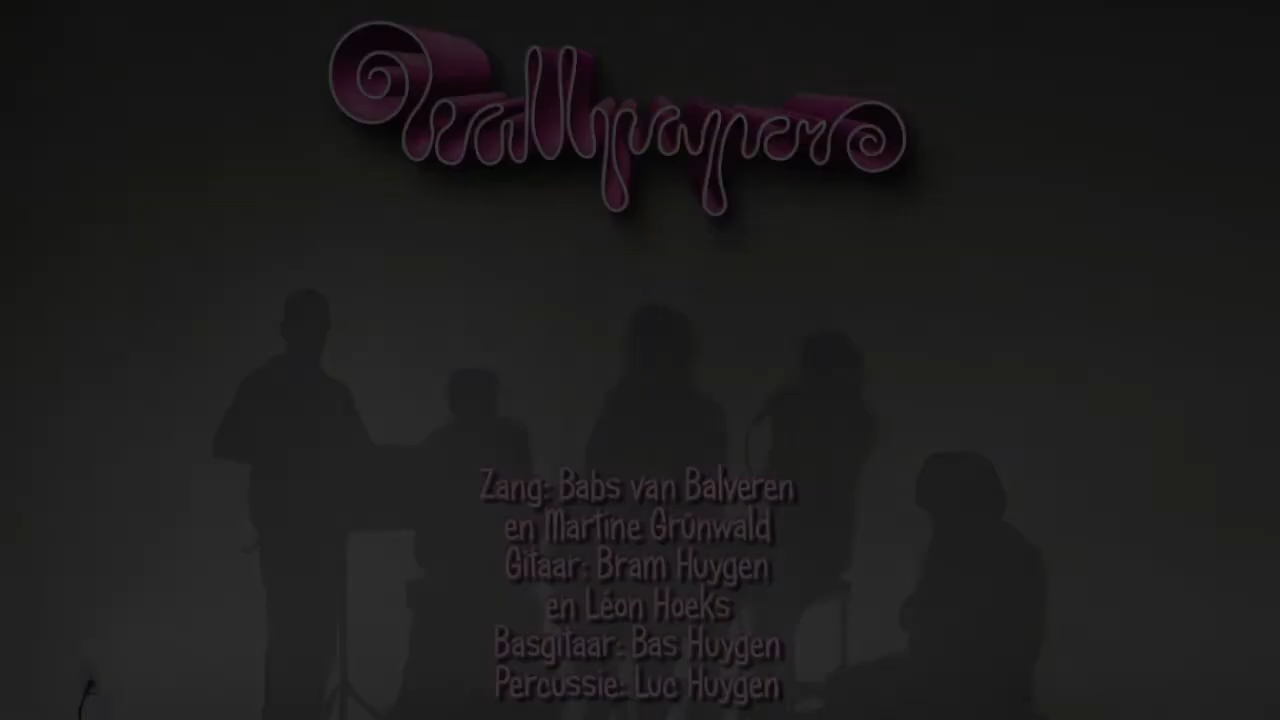 Wallpaper
Zang: Babs van Balveren
en Martine Grünwald
Gitaar: Bram Huygen
en Léon Hoeks
Basgitaar: Bas Huygen
Percussie: Luc Huygen